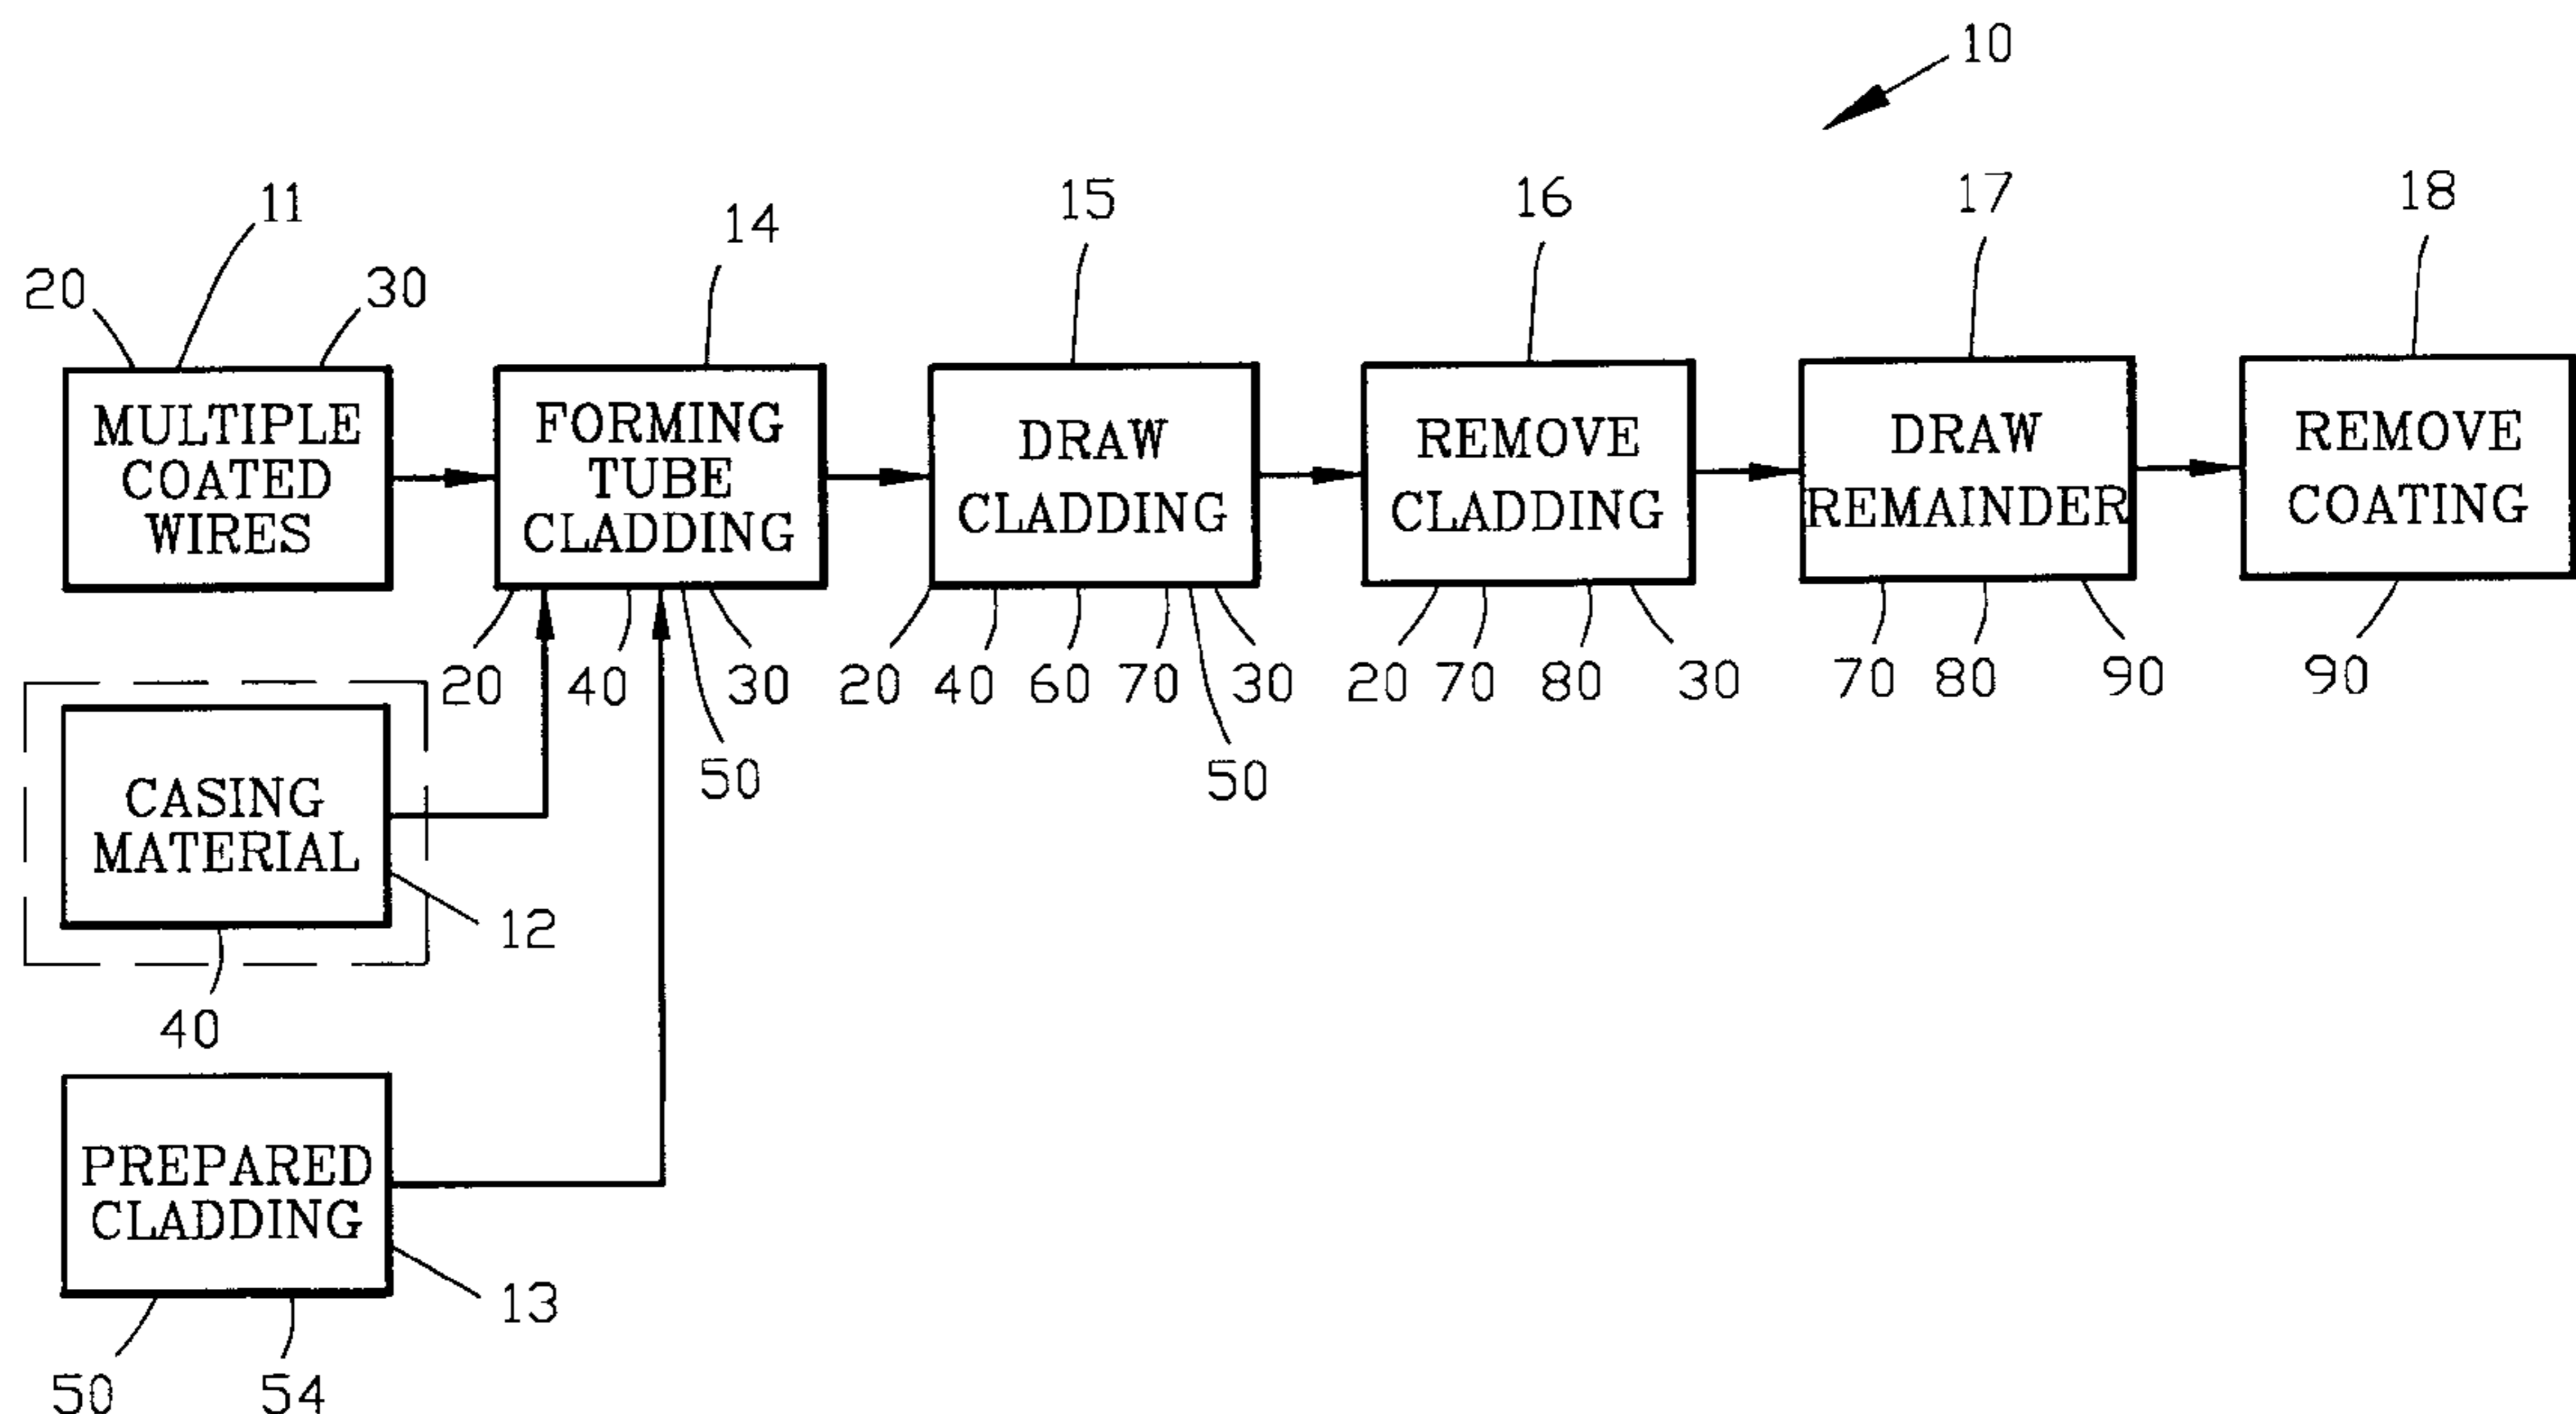 10
11
14
15
16
17
18
20
30
MULTIPLE
COATED
WIRES
FORMING
TUBE
CLADDING
DRAW
CLADDING
REMOVE
CLADDING
DRAW
REMAINDER
REMOVE
COATING
20
40
30
50
20
40
60
70
30
50
20
70
80
30
70
80
90
90
CASING
MATERIAL
12
40
PREPARED
CLADDING
13
50
54